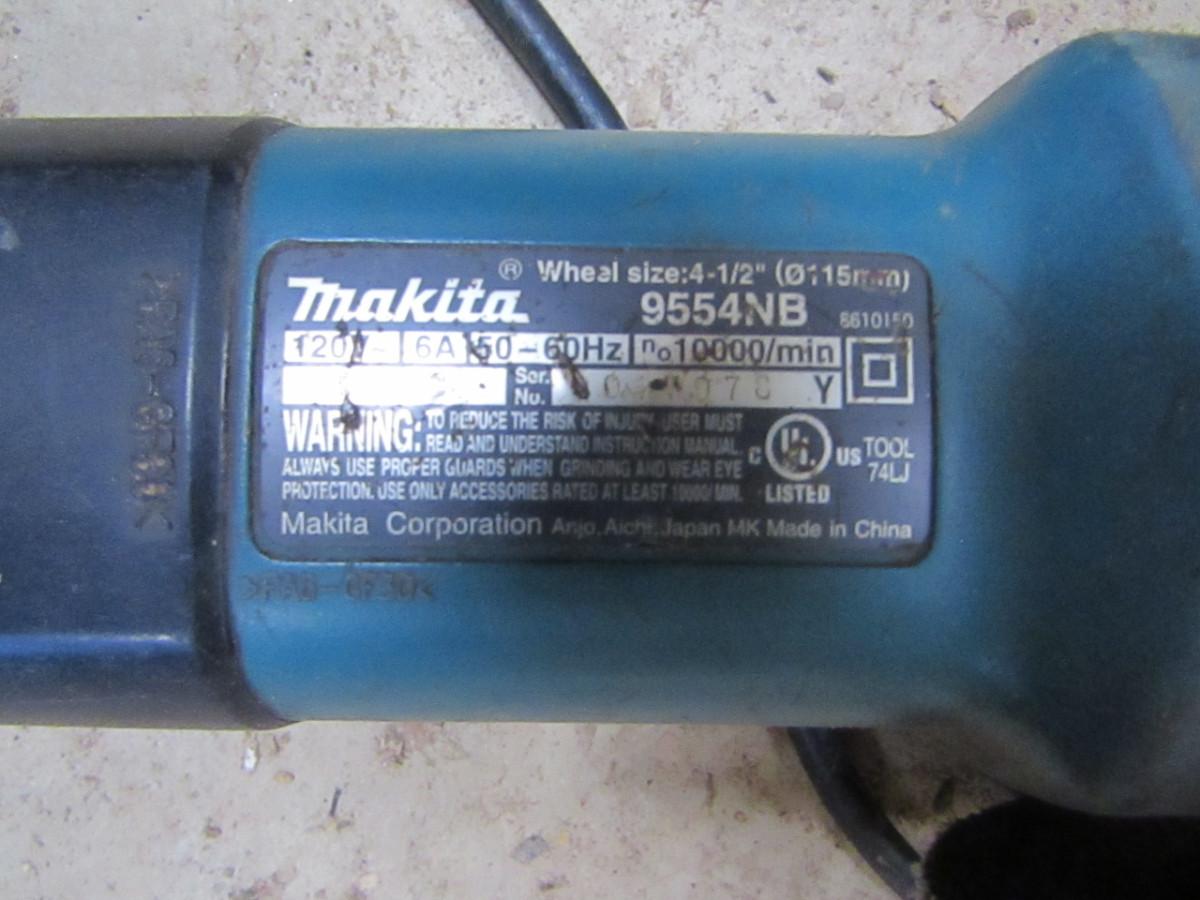 ® Wheel size:4-1/2" (Ø115mm)
makita 9554NB
120V~ 6A 50-60Hz n₀10000/min
Ser. No. Y
WARNING: TO REDUCE THE RISK OF INJURY USER MUST
READ AND UNDERSTAND INSTRUCTION MANUAL.
ALWAYS USE PROPER GUARDS WHEN GRINDING AND WEAR EYE
PROTECTION. USE ONLY ACCESSORIES RATED AT LEAST 10000/MIN.
C UL US LISTED
TOOL
74LJ
Makita Corporation Anjo, Aichi, Japan MK Made in China